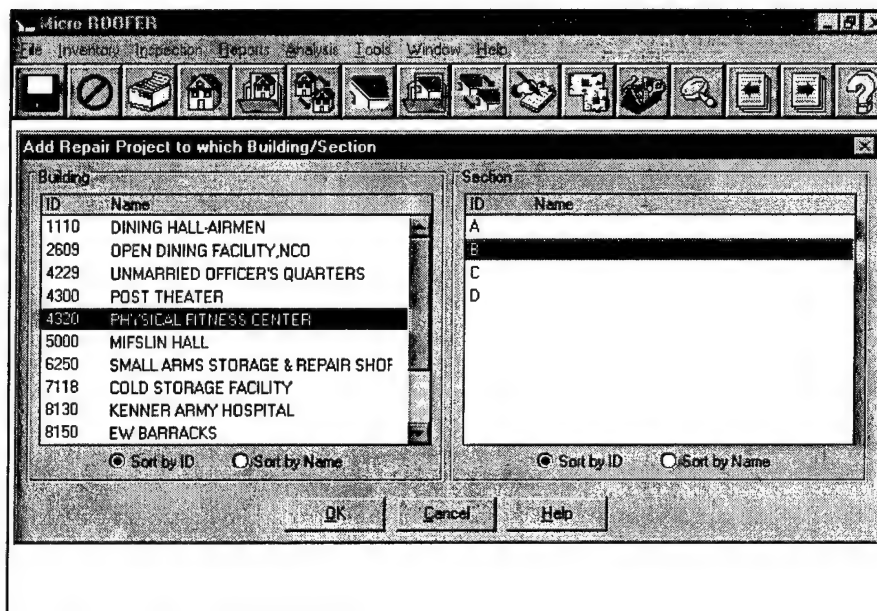 Micro ROOFER
File Inventory Inspection Reports Analysis Tools Window Help
Add Repair Project to which Building/Section
Building
ID Name
1110 DINING HALL-AIRMEN
2609 OPEN DINING FACILITY,NCO
4229 UNMARRIED OFFICER'S QUARTERS
4300 POST THEATER
4320 PHYSICAL FITNESS CENTER
5000 MIFSLIN HALL
6250 SMALL ARMS STORAGE & REPAIR SHOF
7118 COLD STORAGE FACILITY
8130 KENNER ARMY HOSPITAL
8150 EW BARRACKS
Sort by ID Sort by Name
Section
ID Name
A
B
C
D
Sort by ID Sort by Name
OK Cancel Help